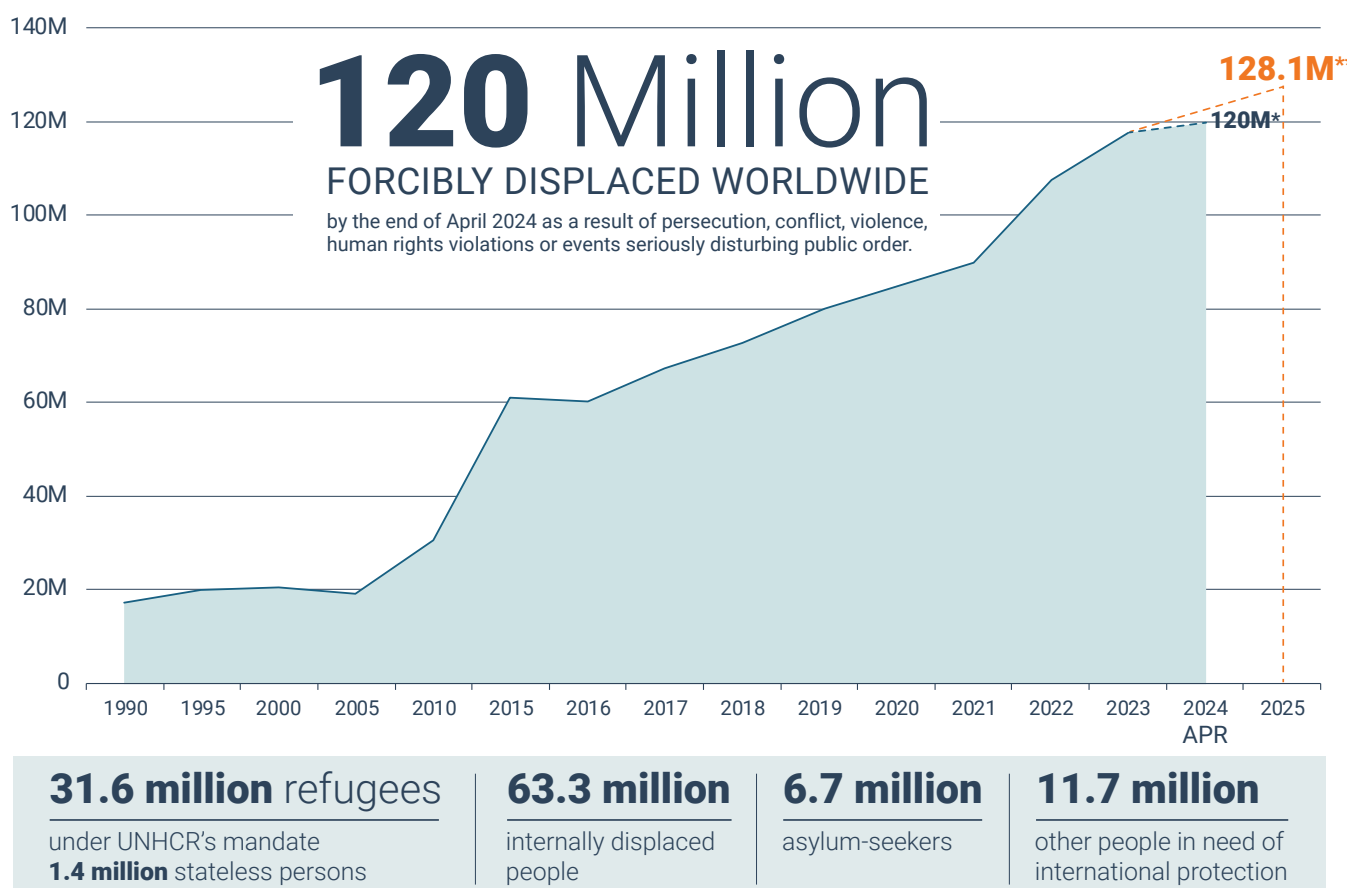 140M
120M
100M
80M
60M
40M
20M
0
120 Million
FORCIBLY DISPLACED WORLDWIDE
by the end of April 2024 as a result of persecution, conflict, violence,
human rights violations or events seriously disturbing public order.
128.1M**
120M*
1990 1995 2000 2005 2010 2015 2016 2017 2018 2019 2020 2021 2022 2023 2024 2025
APR
31.6 million refugees
under UNHCR’s mandate
1.4 million stateless persons
63.3 million
internally displaced
people
6.7 million
asylum-seekers
11.7 million
other people in need of
international protection